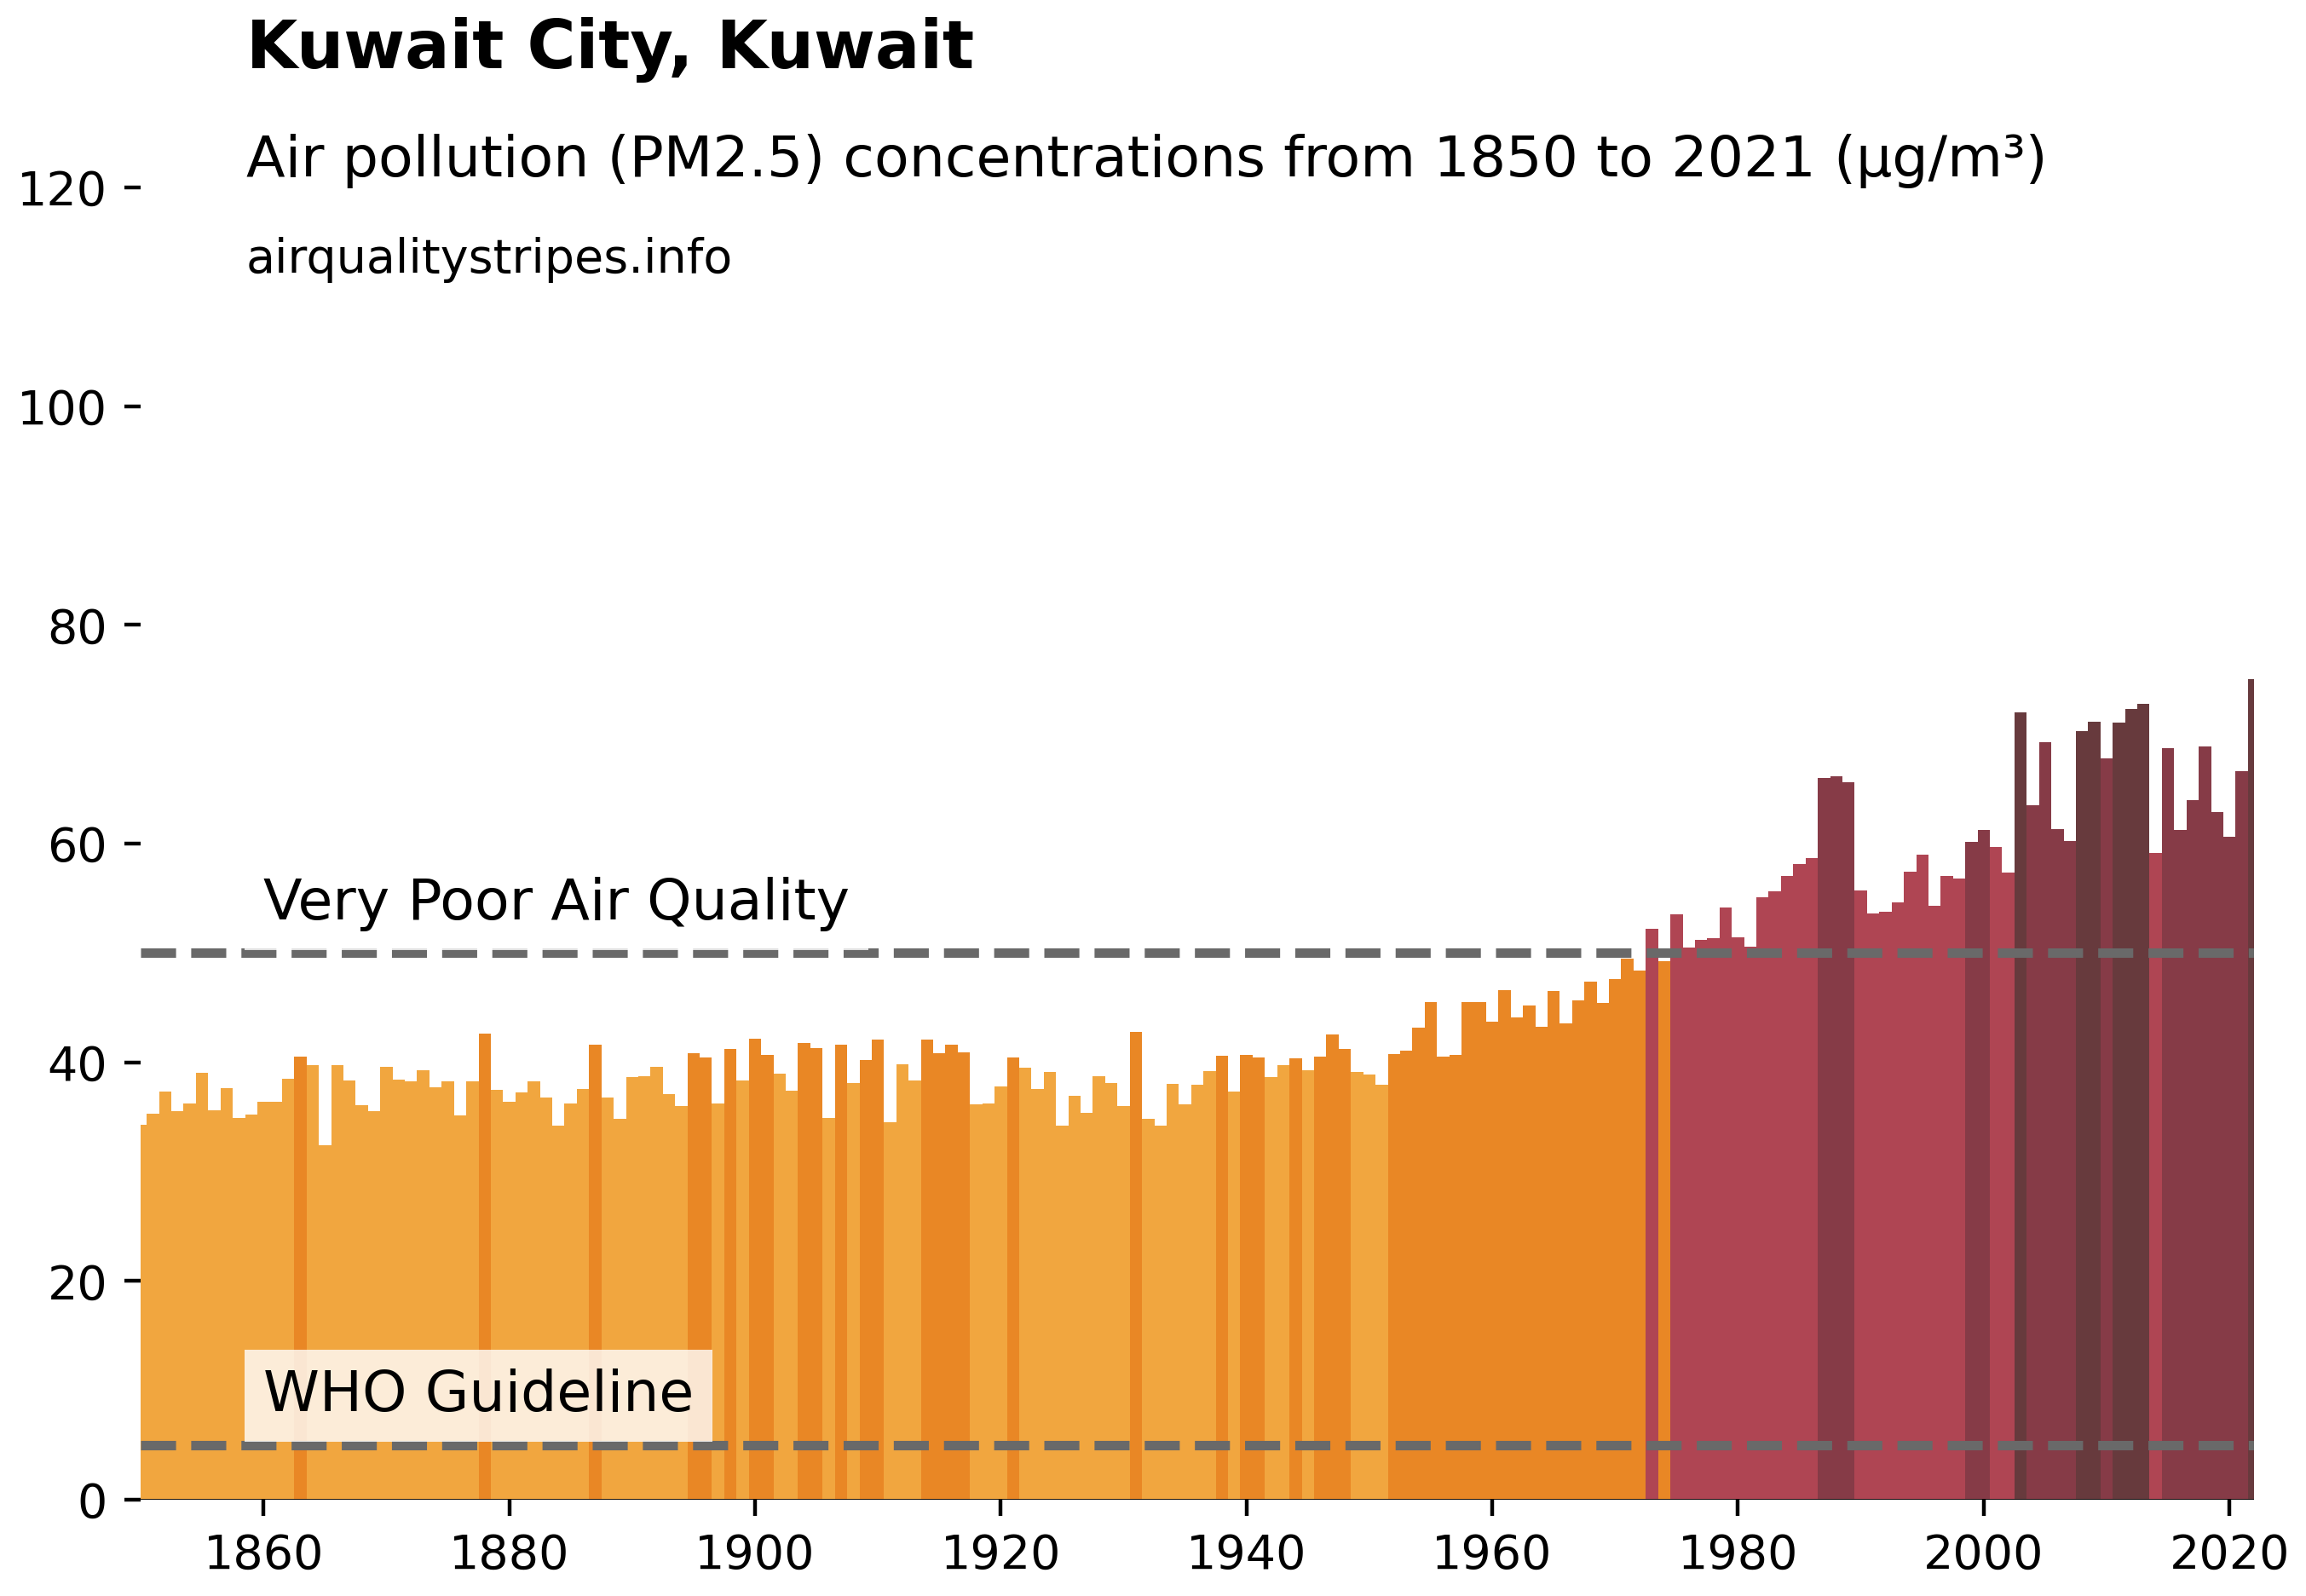 Kuwait City, Kuwait
Air pollution (PM2.5) concentrations from 1850 to 2021 (µg/m³)
airqualitystripes.info
120
100
80
60
40
20
0
Very Poor Air Quality
WHO Guideline
1860 1880 1900 1920 1940 1960 1980 2000 2020